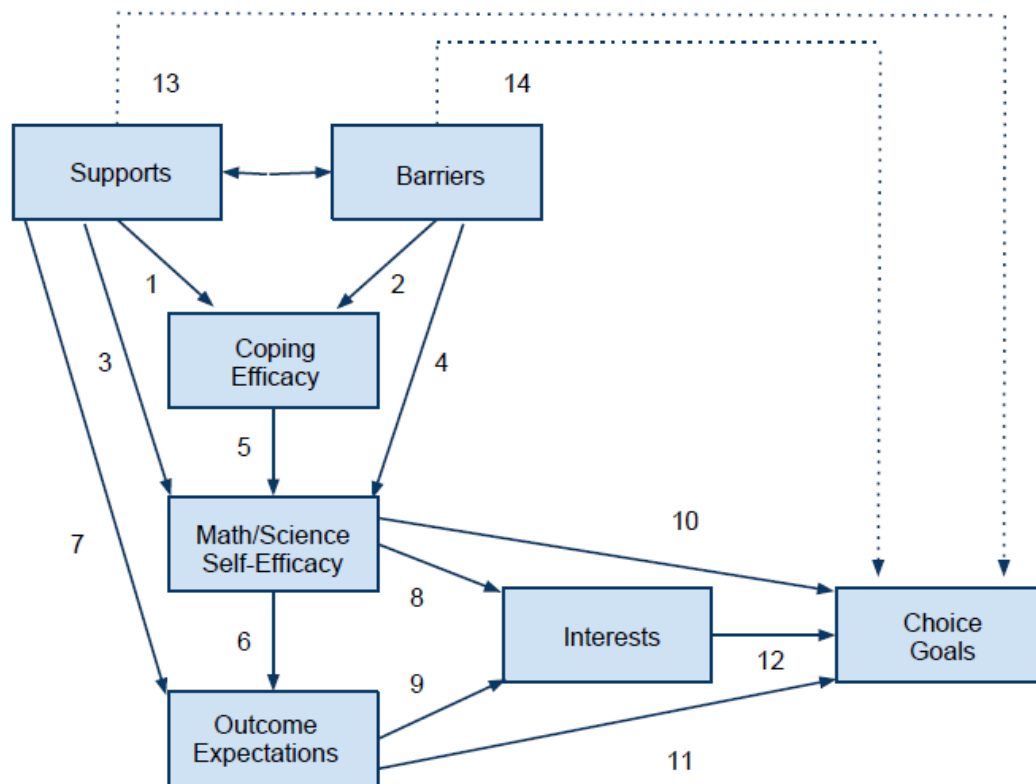 13
14
Supports
Barriers
1
2
Coping
Efficacy
3
4
5
Math/Science
Self-Efficacy
7
10
8
6
Interests
Choice
Goals
12
9
Outcome
Expectations
11